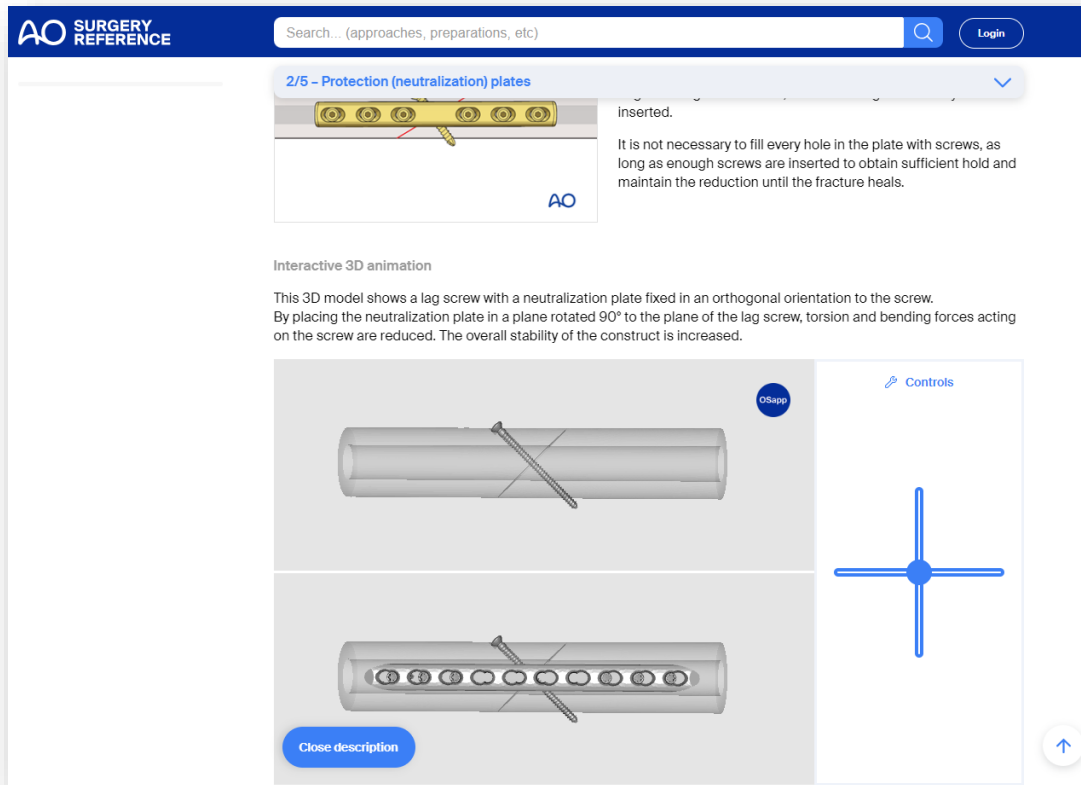 AO SURGERY
REFERENCE
Search... (approaches, preparations, etc)
Login
2/5 – Protection (neutralization) plates
inserted.
It is not necessary to fill every hole in the plate with screws, as
long as enough screws are inserted to obtain sufficient hold and
maintain the reduction until the fracture heals.
AO
Interactive 3D animation
This 3D model shows a lag screw with a neutralization plate fixed in an orthogonal orientation to the screw.
By placing the neutralization plate in a plane rotated 90° to the plane of the lag screw, torsion and bending forces acting
on the screw are reduced. The overall stability of the construct is increased.
OSapp
Controls
Close description